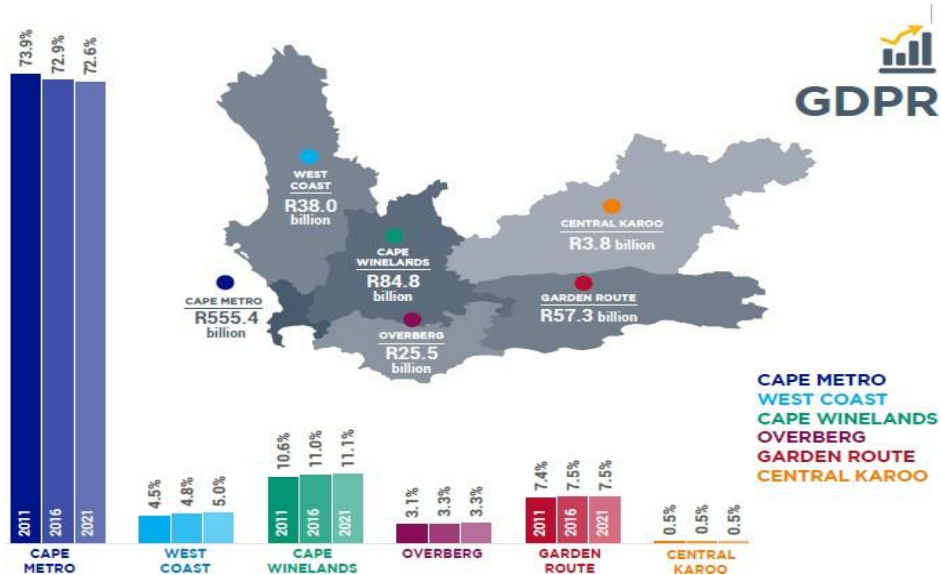 GDPR
73.9%
72.9%
72.6%
2011
2016
2021
CAPE
METRO
WEST
COAST
R38.0
billion
CENTRAL KAROO
R3.8 billion
CAPE
WINELANDS
R84.8
billion
CAPE METRO
R555.4
billion
GARDEN ROUTE
R57.3 billion
OVERBERG
R25.5
billion
CAPE METRO
WEST COAST
CAPE WINELANDS
OVERBERG
GARDEN ROUTE
CENTRAL KAROO
4.5%
4.8%
5.0%
WEST
COAST
10.6%
11.0%
11.1%
2011
2016
2021
CAPE
WINELANDS
3.1%
3.3%
3.3%
OVERBERG
7.4%
7.5%
7.5%
2011
2016
2021
GARDEN
ROUTE
0.5%
0.5%
0.5%
CENTRAL
KAROO